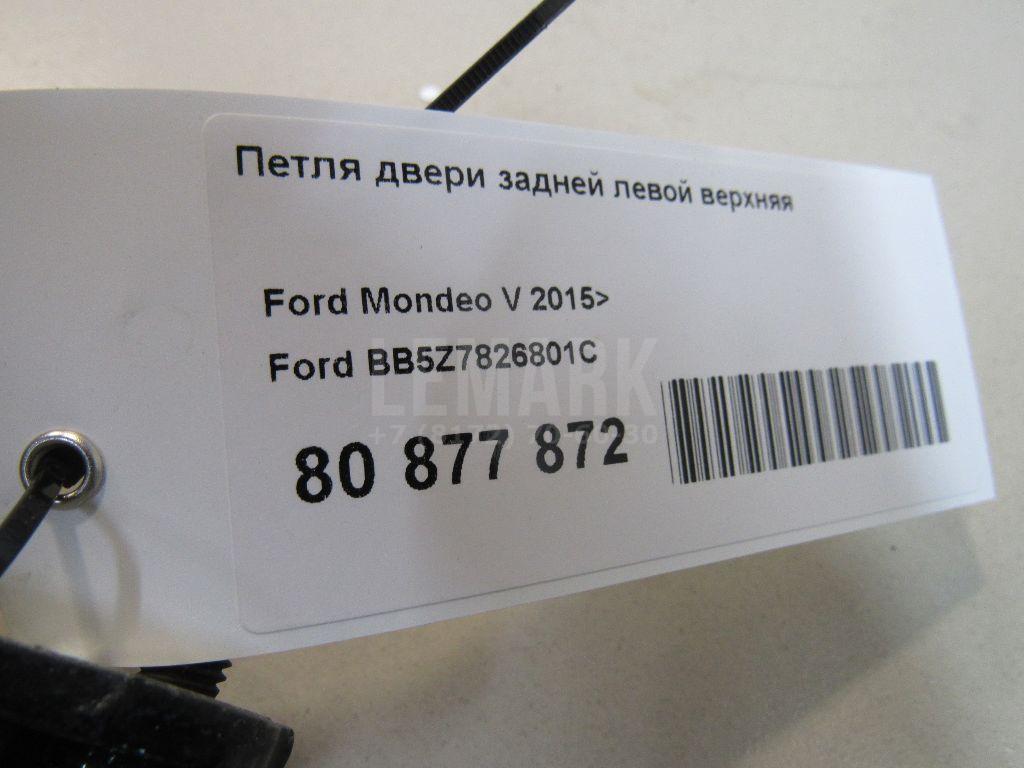 Петля двери задней левой верхняя
Ford Mondeo V 2015>
Ford BB5Z7826801C
LEMARK
80 877 872